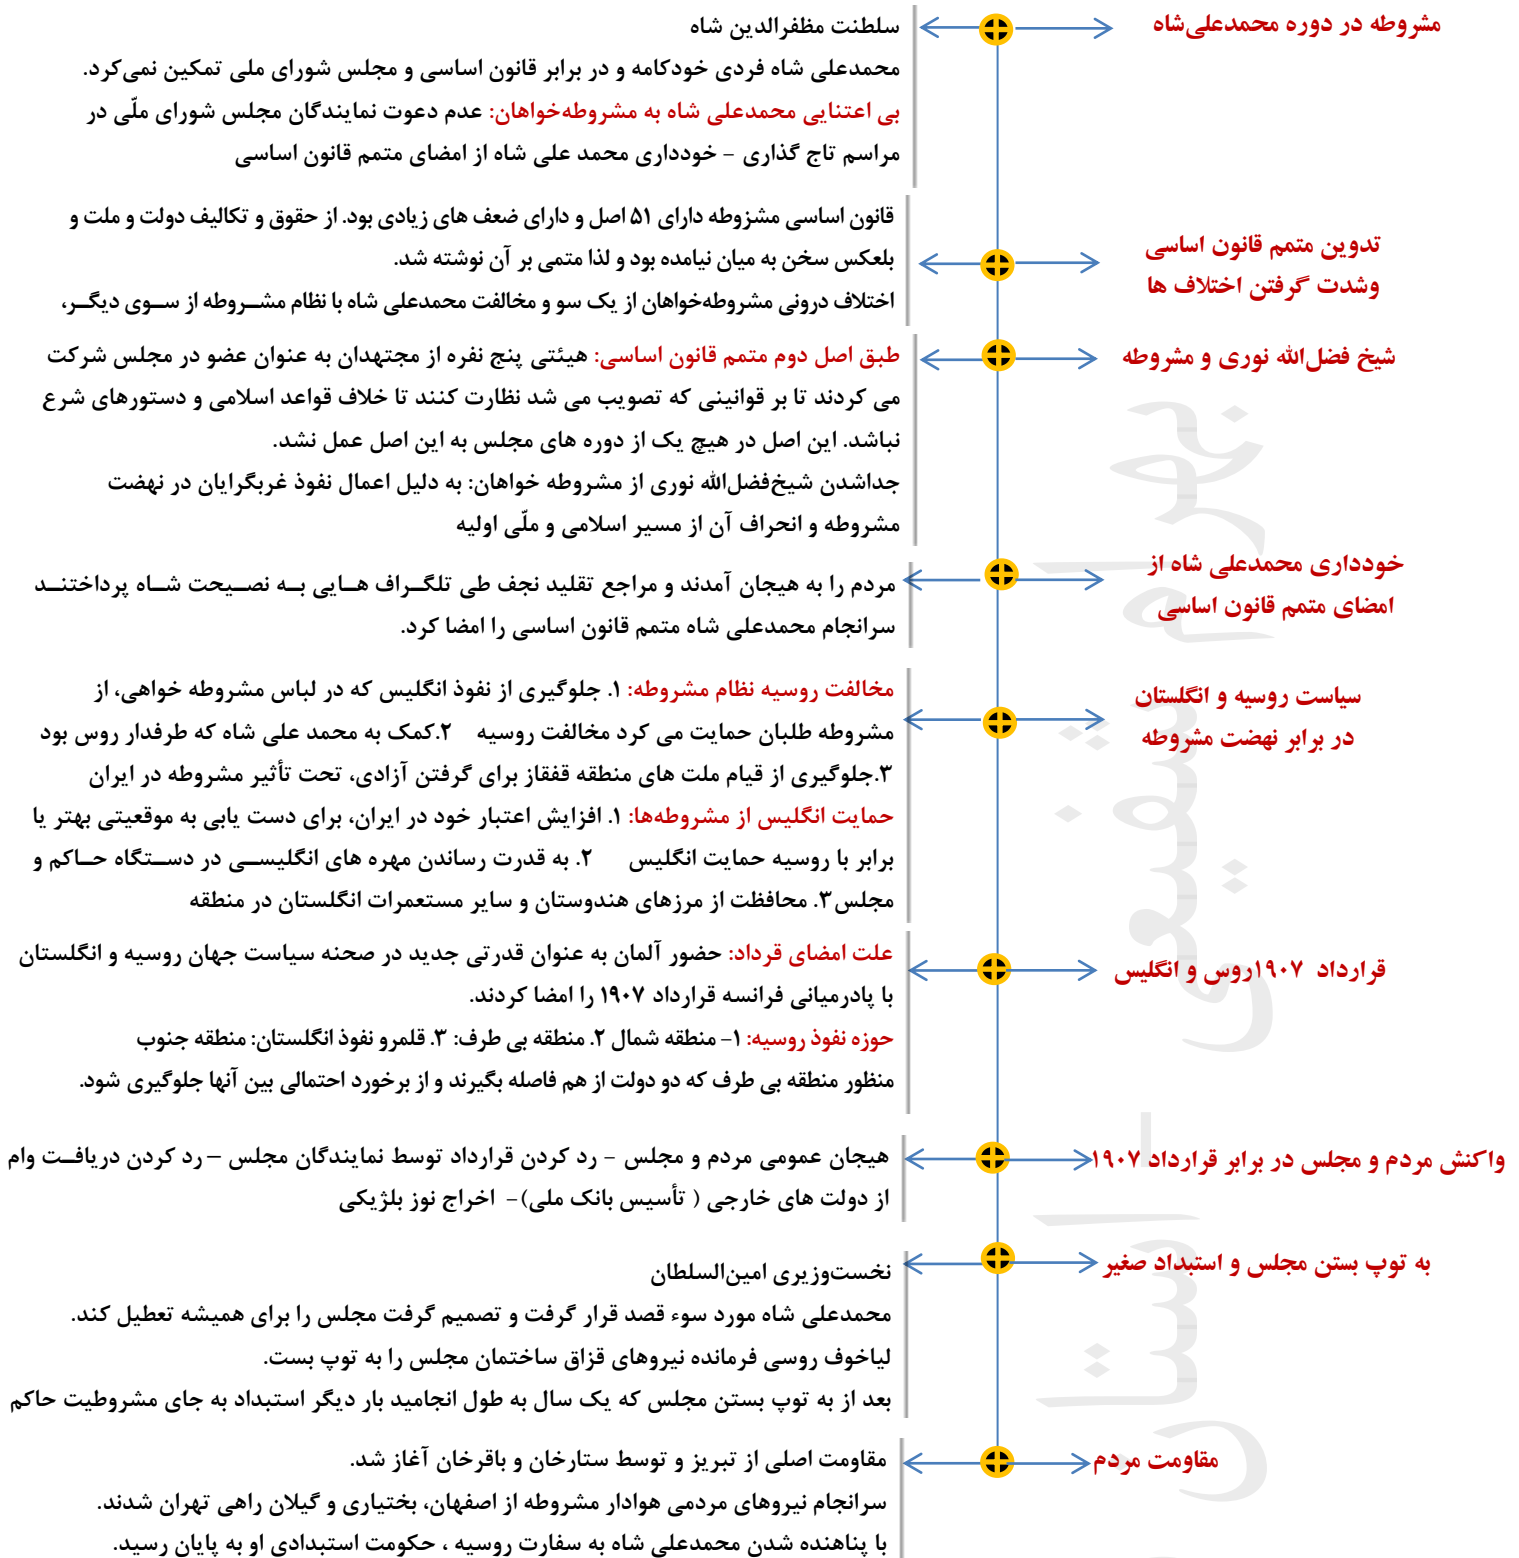 مشروطه در دوره محمدعلی‌شاه
سلطنت مظفرالدین شاه
محمدعلی شاه فردی خودکامه و در برابر قانون اساسی و مجلس شورای ملی تمکین نمی‌کرد.
بی اعتنایی محمدعلی شاه به مشروطه‌خواهان: عدم دعوت نمایندگان مجلس شورای ملّی در
مراسم تاج گذاری - خودداری محمد علی شاه از امضای متمم قانون اساسی
تدوین متمم قانون اساسی
وشدت گرفتن اختلاف ها
قانون اساسی مشزوطه دارای ۵۱ اصل و دارای ضعف های زیادی بود. از حقوق و تکالیف دولت و ملت و
بلعکس سخن به میان نیامده بود و لذا متمی بر آن نوشته شد.
اختلاف درونی مشروطه‌خواهان از یک سو و مخالفت محمدعلی شاه با نظام مشــروطه از ســوی دیگــر،
شیخ فضل‌الله نوری و مشروطه
طبق اصل دوم متمم قانون اساسی: هیئتی پنج نفره از مجتهدان به عنوان عضو در مجلس شرکت
می کردند تا بر قوانینی که تصویب می شد نظارت کنند تا خلاف قواعد اسلامی و دستورهای شرع
نباشد. این اصل در هیچ یک از دوره های مجلس به این اصل عمل نشد.
جداشدن شیخ‌فضل‌الله نوری از مشروطه خواهان: به دلیل اعمال نفوذ غربگرایان در نهضت
مشروطه و انحراف آن از مسیر اسلامی و ملّی اولیه
خودداری محمدعلی شاه از
امضای متمم قانون اساسی
مردم را به هیجان آمدند و مراجع تقلید نجف طی تلگــراف هــایی بــه نصــیحت شــاه پرداختنــد
سرانجام محمدعلی شاه متمم قانون اساسی را امضا کرد.
سیاست روسیه و انگلستان
در برابر نهضت مشروطه
مخالفت روسیه نظام مشروطه: ۱. جلوگیری از نفوذ انگلیس که در لباس مشروطه خواهی، از
مشروطه طلبان حمایت می کرد مخالفت روسیه ۲.کمک به محمد علی شاه که طرفدار روس بود
۳.جلوگیری از قیام ملت های منطقه قفقاز برای گرفتن آزادی، تحت تأثیر مشروطه در ایران
حمایت انگلیس از مشروطه‌ها: ۱. افزایش اعتبار خود در ایران، برای دست یابی به موقعیتی بهتر یا
برابر با روسیه حمایت انگلیس ۲. به قدرت رساندن مهره های انگلیســی در دســتگاه حــاکم و
مجلس۳. محافظت از مرزهای هندوستان و سایر مستعمرات انگلستان در منطقه
قرارداد ۱۹۰۷روس و انگلیس
علت امضای قرداد: حضور آلمان به عنوان قدرتی جدید در صحنه سیاست جهان روسیه و انگلستان
با پادرمیانی فرانسه قرارداد ۱۹۰۷ را امضا کردند.
حوزه نفوذ روسیه: ۱- منطقه شمال ۲. منطقه بی طرف: ۳. قلمرو نفوذ انگلستان: منطقه جنوب
منظور منطقه بی طرف که دو دولت از هم فاصله بگیرند و از برخورد احتمالی بین آنها جلوگیری شود.
واکنش مردم و مجلس در برابر قرارداد ۱۹۰۷
هیجان عمومی مردم و مجلس - رد کردن قرارداد توسط نمایندگان مجلس – رد کردن دریافــت وام
از دولت های خارجی ( تأسیس بانک ملی)- اخراج نوز بلژیکی
به توپ بستن مجلس و استبداد صغیر
نخست‌وزیری امین‌السلطان
محمدعلی شاه مورد سوء قصد قرار گرفت و تصمیم گرفت مجلس را برای همیشه تعطیل کند.
لیاخوف روسی فرمانده نیروهای قزاق ساختمان مجلس را به توپ بست.
بعد از به توپ بستن مجلس که یک سال به طول انجامید بار دیگر استبداد به جای مشروطیت حاکم
مقاومت مردم
مقاومت اصلی از تبریز و توسط ستارخان و باقرخان آغاز شد.
سرانجام نیروهای مردمی هوادار مشروطه از اصفهان، بختیاری و گیلان راهی تهران شدند.
با پناهنده شدن محمدعلی شاه به سفارت روسیه ، حکومت استبدادی او به پایان رسید.
بهرام شفیعی - استان